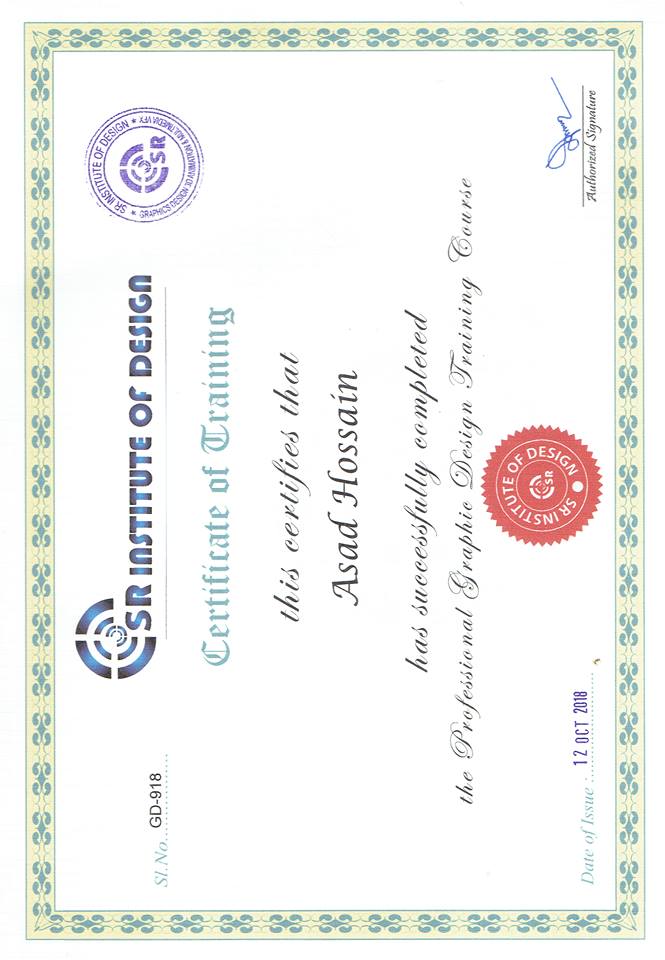 Sl.No. GD-918
SR INSTITUTE OF DESIGN
SR INSTITUTE OF DESIGN ★ GRAPHICS DESIGN ANIMATION & MULTIMEDIA VFX ★
SR
Certificate of Training
this certifies that
Asad Hossain
has successfully completed
the Professional Graphic Design Training Course
SR INSTITUTE OF DESIGN
SR
Date of Issue : 12 OCT 2018
Authorized Signature